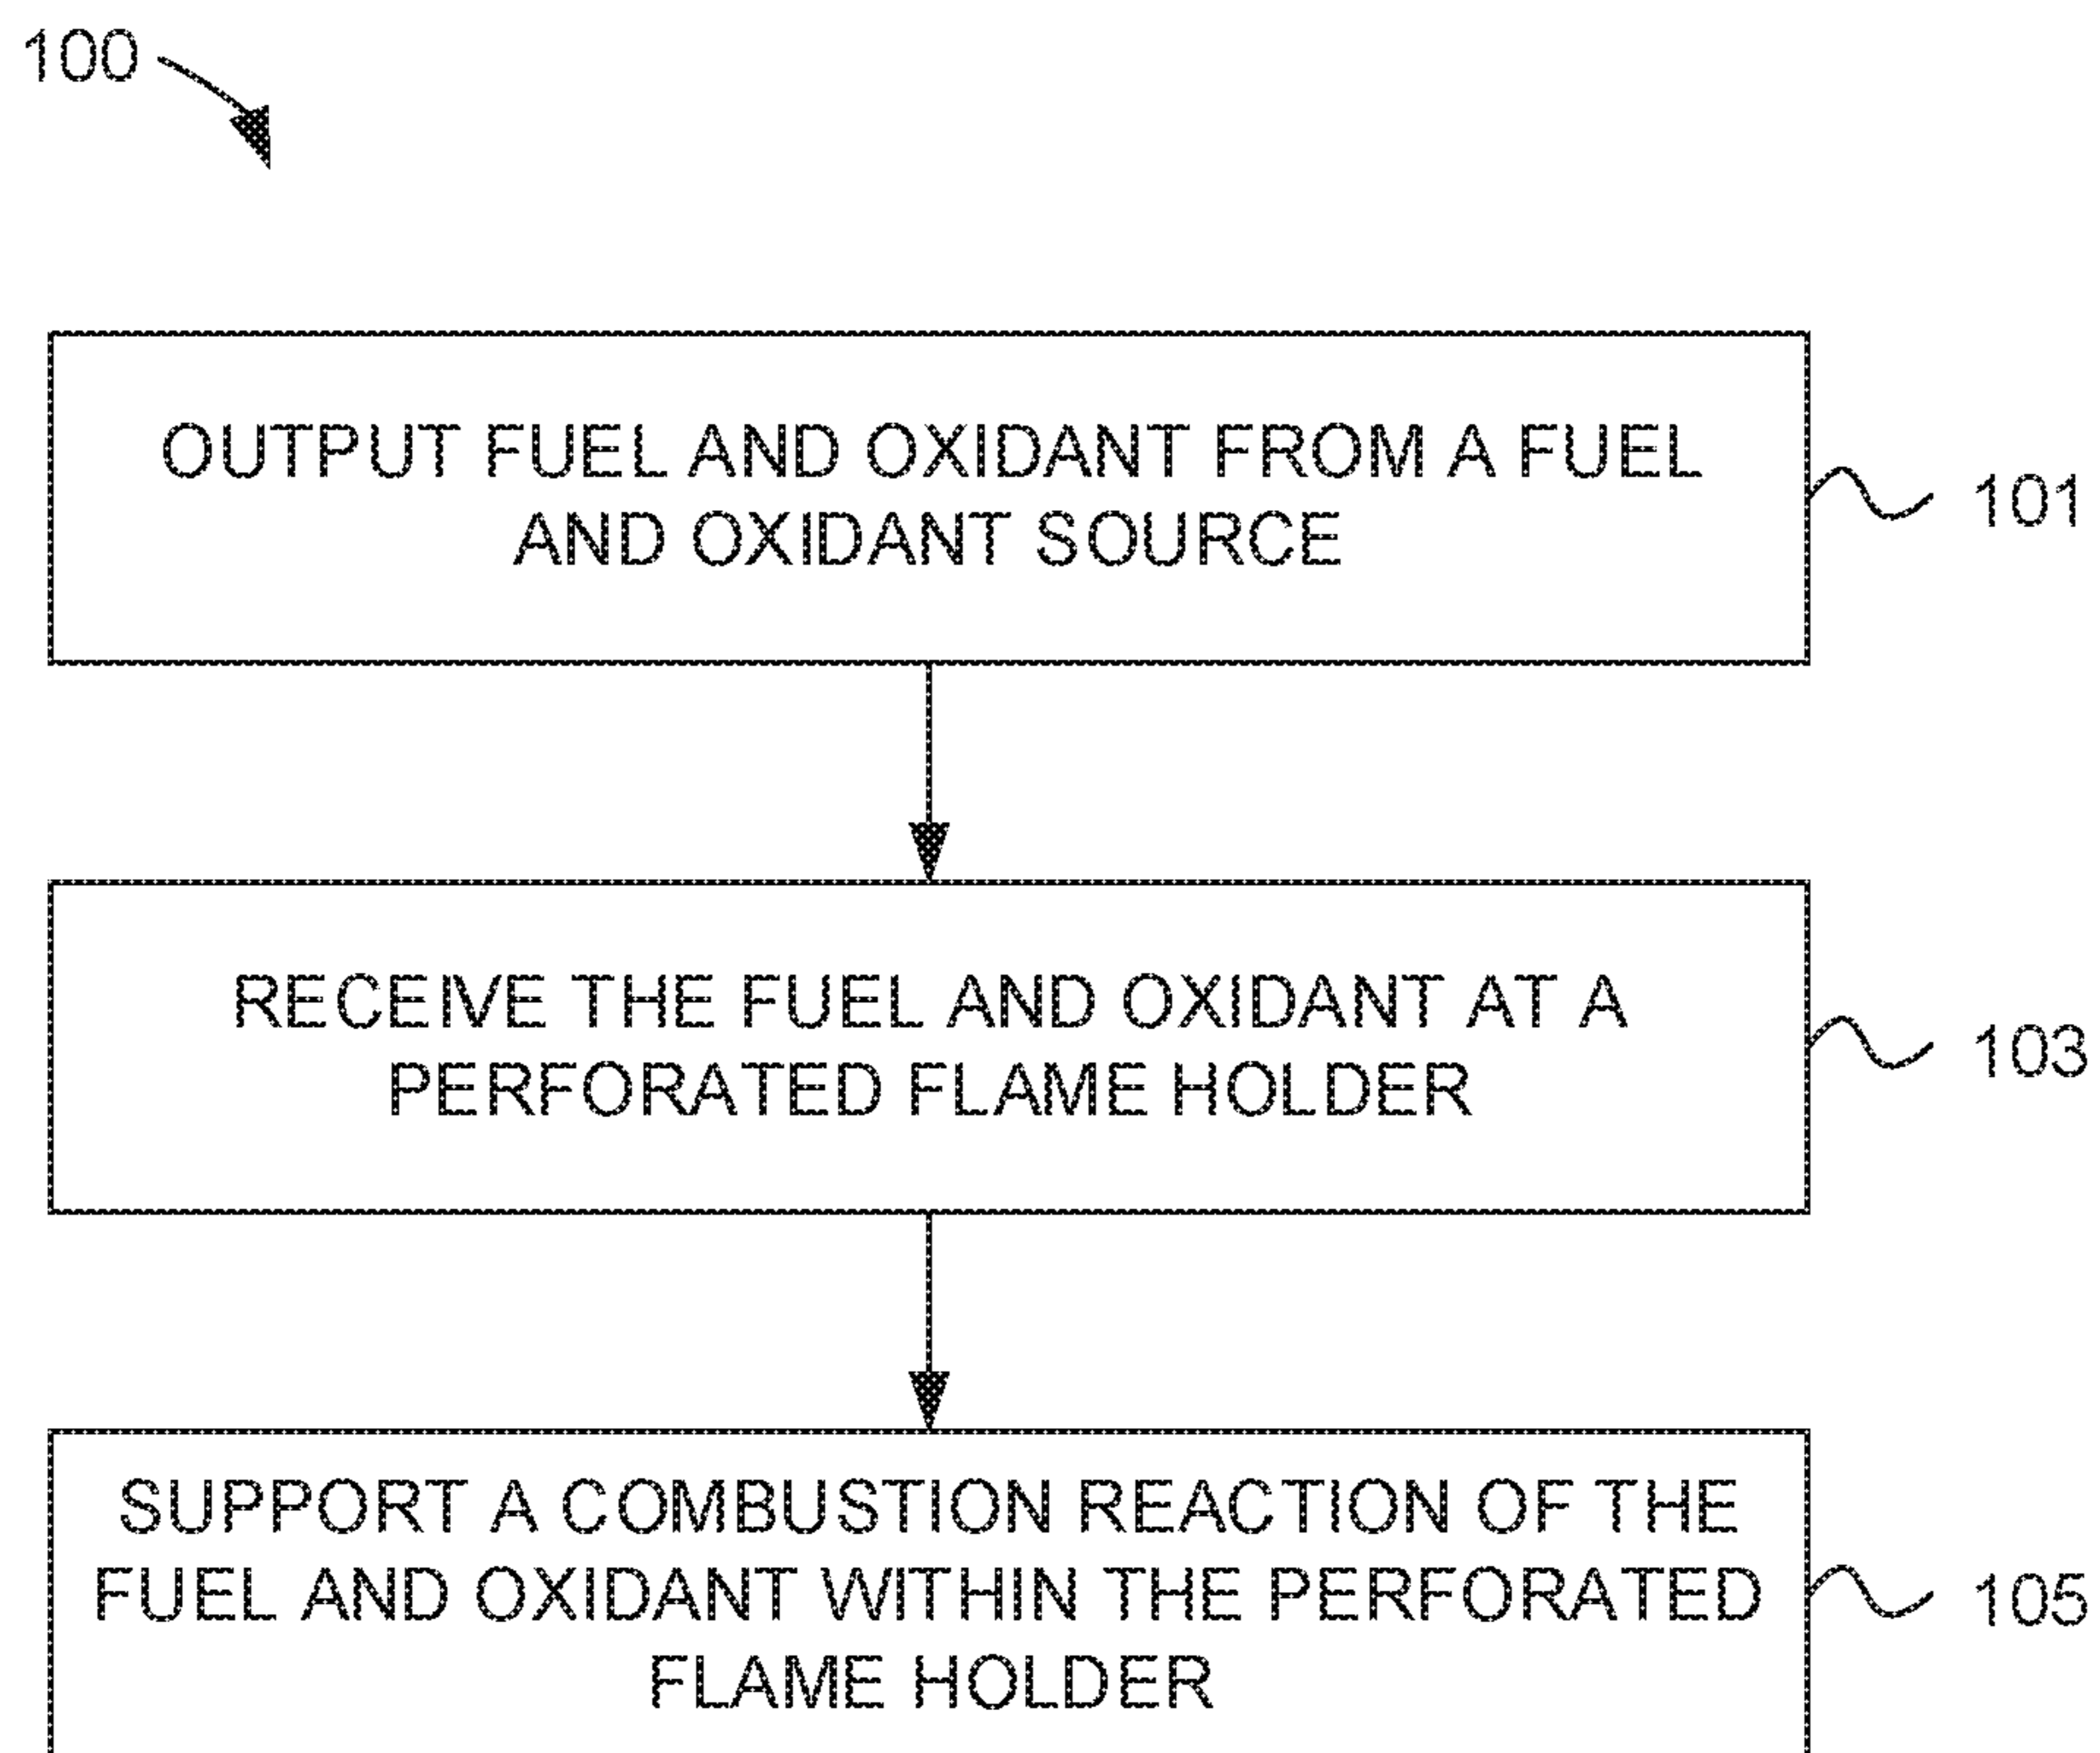 100
OUTPUT FUEL AND OXIDANT FROM A FUEL
AND OXIDANT SOURCE
101
RECEIVE THE FUEL AND OXIDANT AT A
PERFORATED FLAME HOLDER
103
SUPPORT A COMBUSTION REACTION OF THE
FUEL AND OXIDANT WITHIN THE PERFORATED
FLAME HOLDER
105